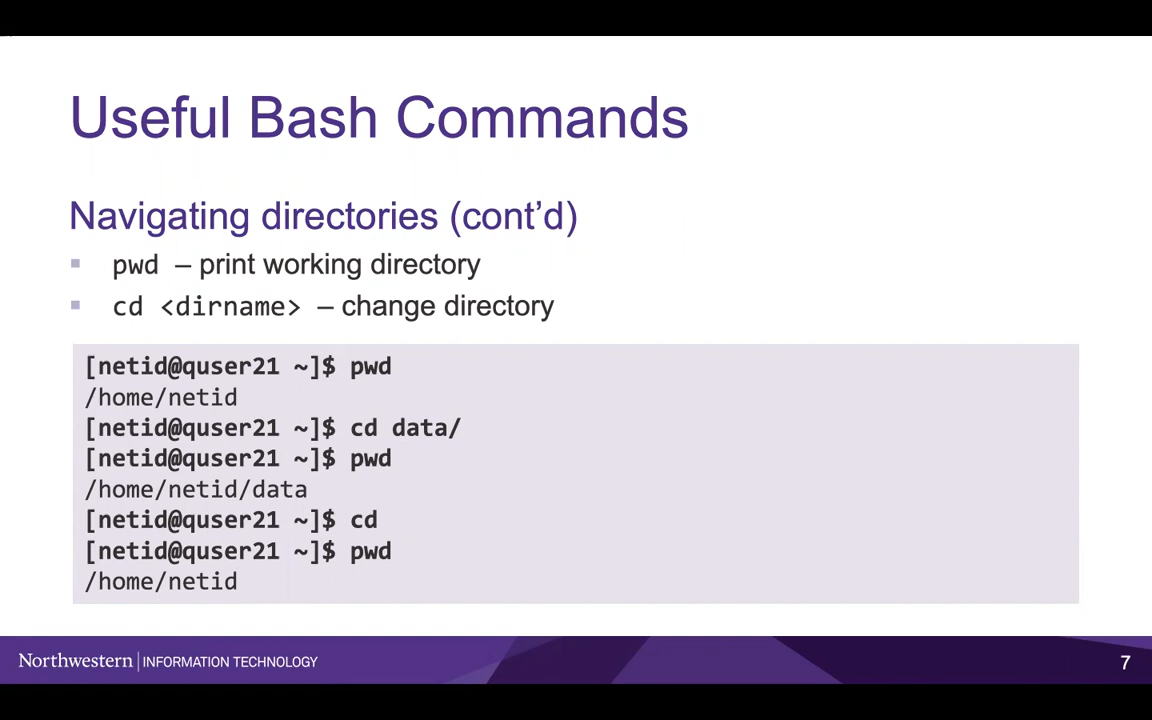 Useful Bash Commands
Navigating directories (cont’d)
▪ pwd – print working directory
▪ cd <dirname> – change directory
[netid@quser21 ~]$ pwd
/home/netid
[netid@quser21 ~]$ cd data/
[netid@quser21 ~]$ pwd
/home/netid/data
[netid@quser21 ~]$ cd
[netid@quser21 ~]$ pwd
/home/netid
Northwestern | INFORMATION TECHNOLOGY
7